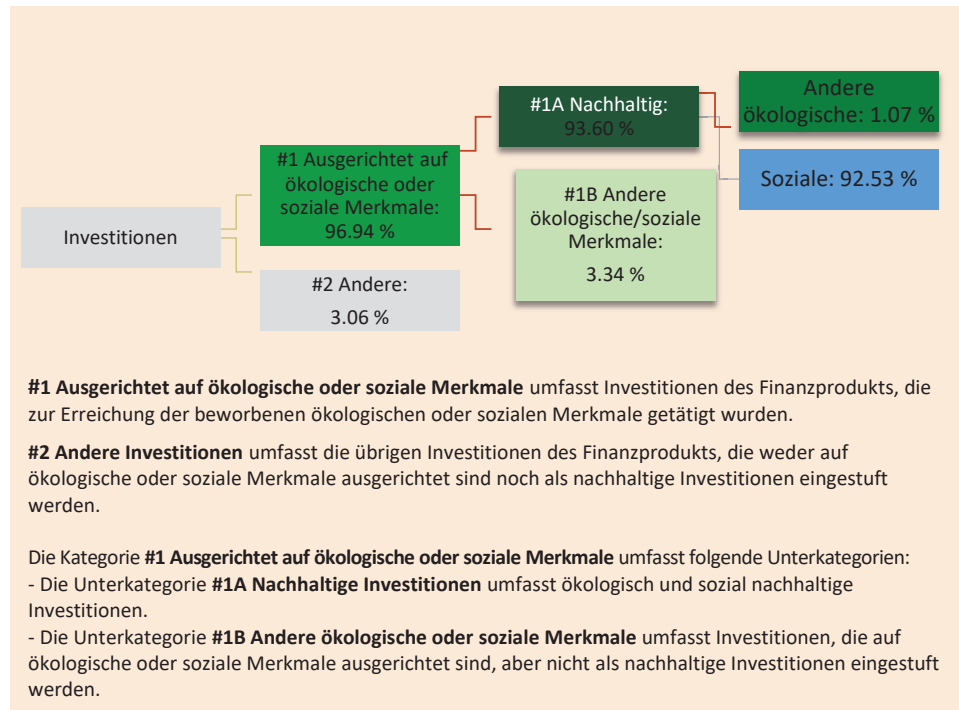 Investitionen
#1 Ausgerichtet auf
ökologische oder
soziale Merkmale:
96.94 %
#2 Andere:
3.06 %
#1A Nachhaltig:
93.60 %
#1B Andere
ökologische/soziale
Merkmale:
3.34 %
Andere
ökologische: 1.07 %
Soziale: 92.53 %
#1 Ausgerichtet auf ökologische oder soziale Merkmale umfasst Investitionen des Finanzprodukts, die
zur Erreichung der beworbenen ökologischen oder sozialen Merkmale getätigt wurden.
#2 Andere Investitionen umfasst die übrigen Investitionen des Finanzprodukts, die weder auf
ökologische oder soziale Merkmale ausgerichtet sind noch als nachhaltige Investitionen eingestuft
werden.
Die Kategorie #1 Ausgerichtet auf ökologische oder soziale Merkmale umfasst folgende Unterkategorien:
- Die Unterkategorie #1A Nachhaltige Investitionen umfasst ökologisch und sozial nachhaltige
Investitionen.
- Die Unterkategorie #1B Andere ökologische oder soziale Merkmale umfasst Investitionen, die auf
ökologische oder soziale Merkmale ausgerichtet sind, aber nicht als nachhaltige Investitionen eingestuft
werden.